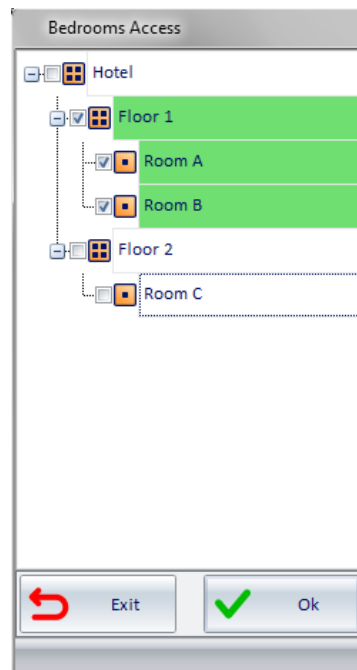 Bedrooms Access
Hotel
Floor 1
Room A
Room B
Floor 2
Room C
Exit
Ok